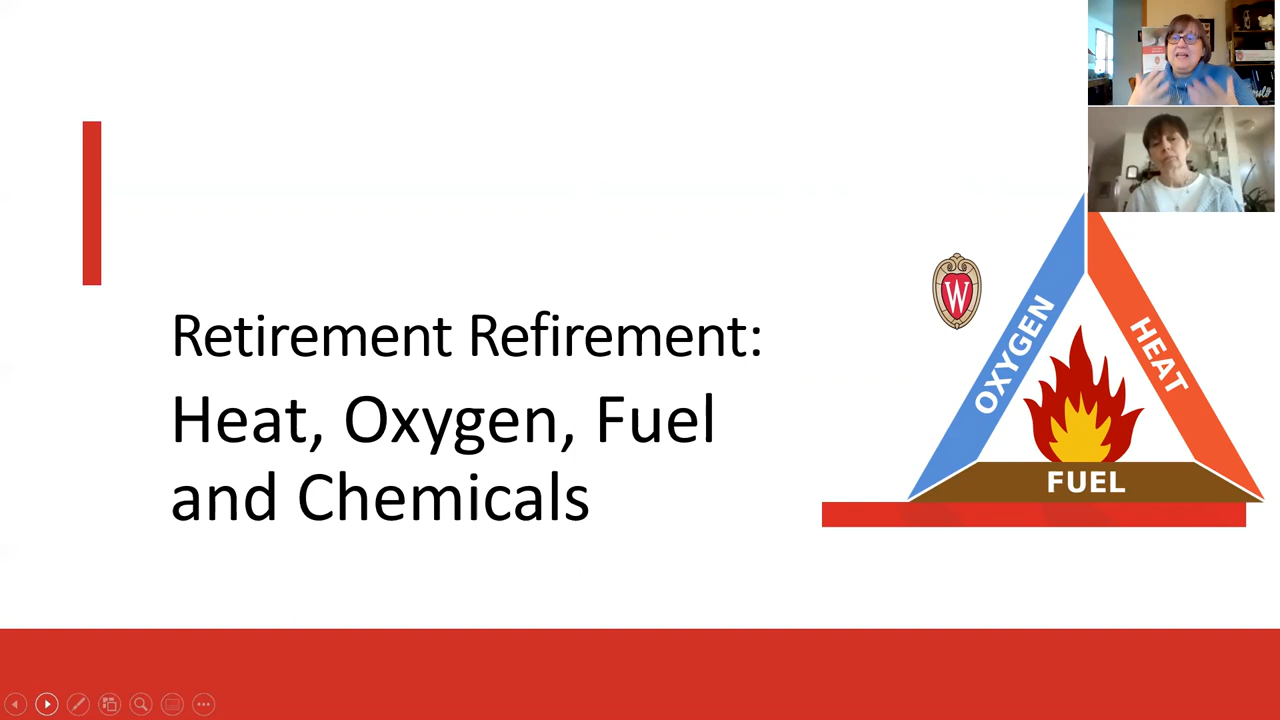 Retirement Refirement:
Heat, Oxygen, Fuel
and Chemicals
W
OXYGEN
HEAT
FUEL